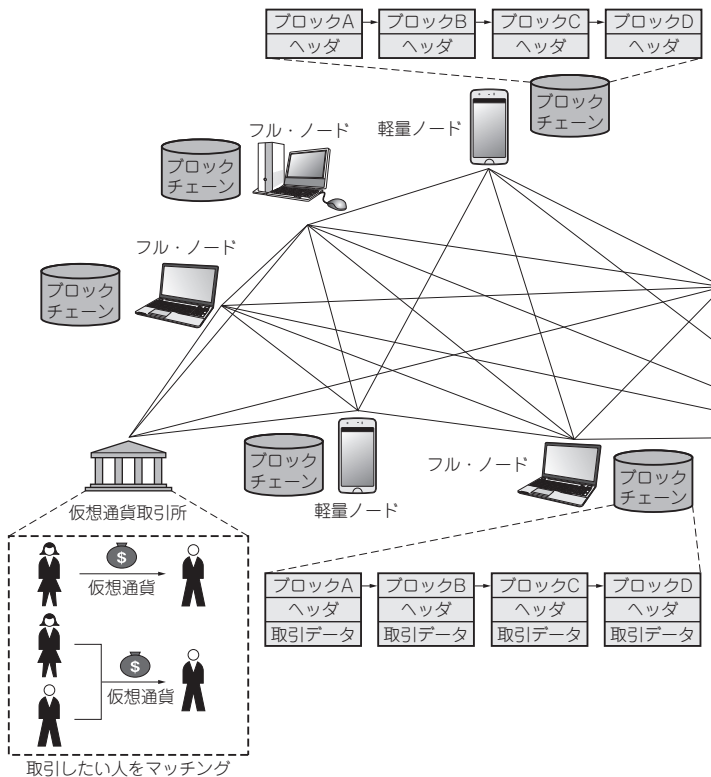 ブロックA ブロックB ブロックC ブロックD
ヘッダ ヘッダ ヘッダ ヘッダ
ブロック
チェーン
軽量ノード
フル・ノード
ブロック
チェーン
フル・ノード
ブロック
チェーン
ブロック
チェーン
軽量ノード
フル・ノード
ブロック
チェーン
仮想通貨取引所
$
仮想通貨
$
仮想通貨
取引したい人をマッチング
ブロックA ブロックB ブロックC ブロックD
ヘッダ ヘッダ ヘッダ ヘッダ
取引データ 取引データ 取引データ 取引データ